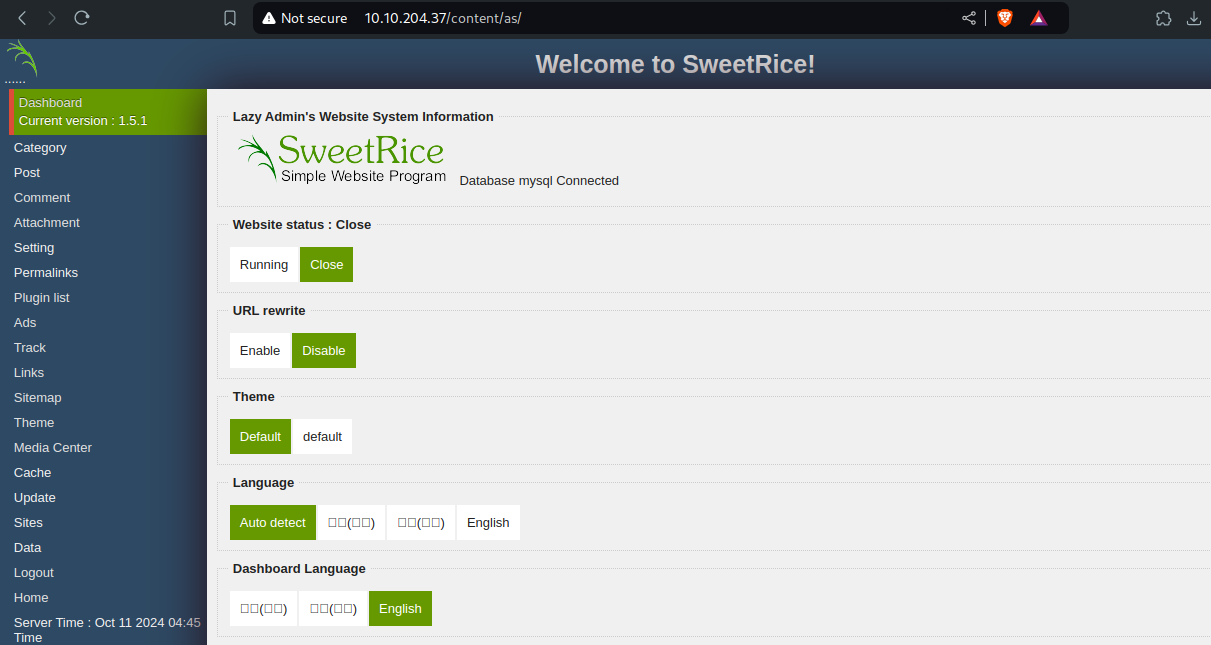 Not secure 10.10.204.37/content/as/
......
Welcome to SweetRice!
Dashboard
Current version : 1.5.1
Category
Post
Comment
Attachment
Setting
Permalinks
Plugin list
Ads
Track
Links
Sitemap
Theme
Media Center
Cache
Update
Sites
Data
Logout
Home
Server Time : Oct 11 2024 04:45
Time
Lazy Admin's Website System Information
SweetRice
Simple Website Program
Database mysql Connected
Website status : Close
Running Close
URL rewrite
Enable Disable
Theme
Default default
Language
Auto detect □□(□□) □□(□□) English
Dashboard Language
□□(□□) □□(□□) English